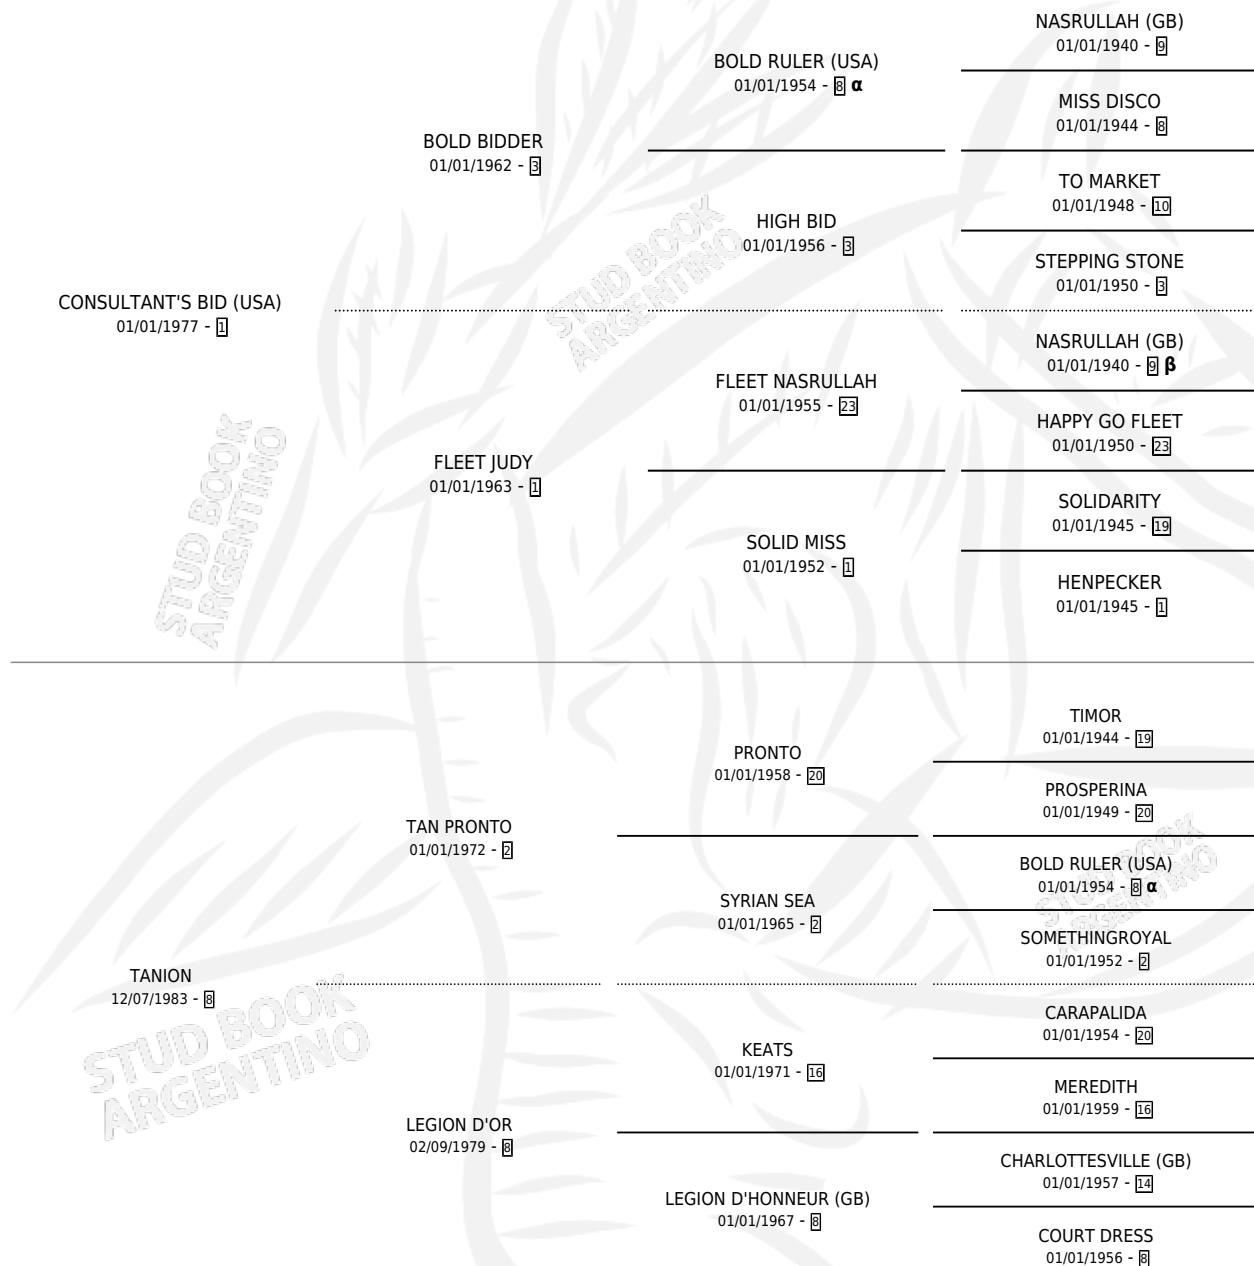 NASRULLAH (GB)
01/01/1940 - 9
BOLD RULER (USA)
01/01/1954 - 8 α
MISS DISCO
01/01/1944 - 8
BOLD BIDDER
01/01/1962 - 3
TO MARKET
01/01/1948 - 10
HIGH BID
01/01/1956 - 3
STEPPING STONE
01/01/1950 - 3
CONSULTANT'S BID (USA)
01/01/1977 - 1
NASRULLAH (GB)
01/01/1940 - 9 β
FLEET NASRULLAH
01/01/1955 - 23
HAPPY GO FLEET
01/01/1950 - 23
FLEET JUDY
01/01/1963 - 1
SOLIDARITY
01/01/1945 - 19
SOLID MISS
01/01/1952 - 1
HENPECKER
01/01/1945 - 1
TIMOR
01/01/1944 - 19
PRONTO
01/01/1958 - 20
PROSPERINA
01/01/1949 - 20
TAN PRONTO
01/01/1972 - 2
BOLD RULER (USA)
01/01/1954 - 8 α
SYRIAN SEA
01/01/1965 - 2
SOMETHINGROYAL
01/01/1952 - 2
TANION
12/07/1983 - 8
CARAPALIDA
01/01/1954 - 20
KEATS
01/01/1971 - 16
MEREDITH
01/01/1959 - 16
LEGION D'OR
02/09/1979 - 8
CHARLOTTESVILLE (GB)
01/01/1957 - 14
LEGION D'HONNEUR (GB)
01/01/1967 - 8
COURT DRESS
01/01/1956 - 8
STUD BOOK
ARGENTINO
STUD BOOK
ARGENTINO
STUD BOOK
ARGENTINO
STUD BOOK
ARGENTINO